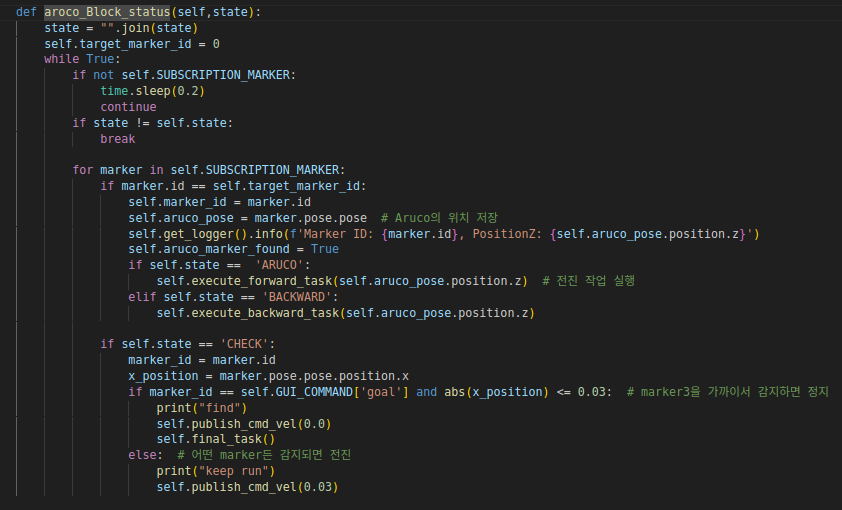 def aroco_Block_status(self,state):
    state = "".join(state)
    self.target_marker_id = 0
    while True:
        if not self.SUBSCRIPTION_MARKER:
            time.sleep(0.2)
            continue
        if state != self.state:
            break

        for marker in self.SUBSCRIPTION_MARKER:
            if marker.id == self.target_marker_id:
                self.marker_id = marker.id
                self.aruco_pose = marker.pose.pose  # Aruco의 위치 저장
                self.get_logger().info(f'Marker ID: {marker.id}, PositionZ: {self.aruco_pose.position.z}')
                self.aruco_marker_found = True
                if self.state ==  'ARUCO':
                    self.execute_forward_task(self.aruco_pose.position.z)  # 전진 작업 실행
                elif self.state == 'BACKWARD':
                    self.execute_backward_task(self.aruco_pose.position.z)

            if self.state == 'CHECK':
                marker_id = marker.id
                x_position = marker.pose.pose.position.x
                if marker_id == self.GUI_COMMAND['goal'] and abs(x_position) <= 0.03:  # marker3을 가까이서 감지하면 정지
                    print("find")
                    self.publish_cmd_vel(0.0)
                    self.final_task()
                else:  # 어떤 marker든 감지되면 전진
                    print("keep run")
                    self.publish_cmd_vel(0.03)